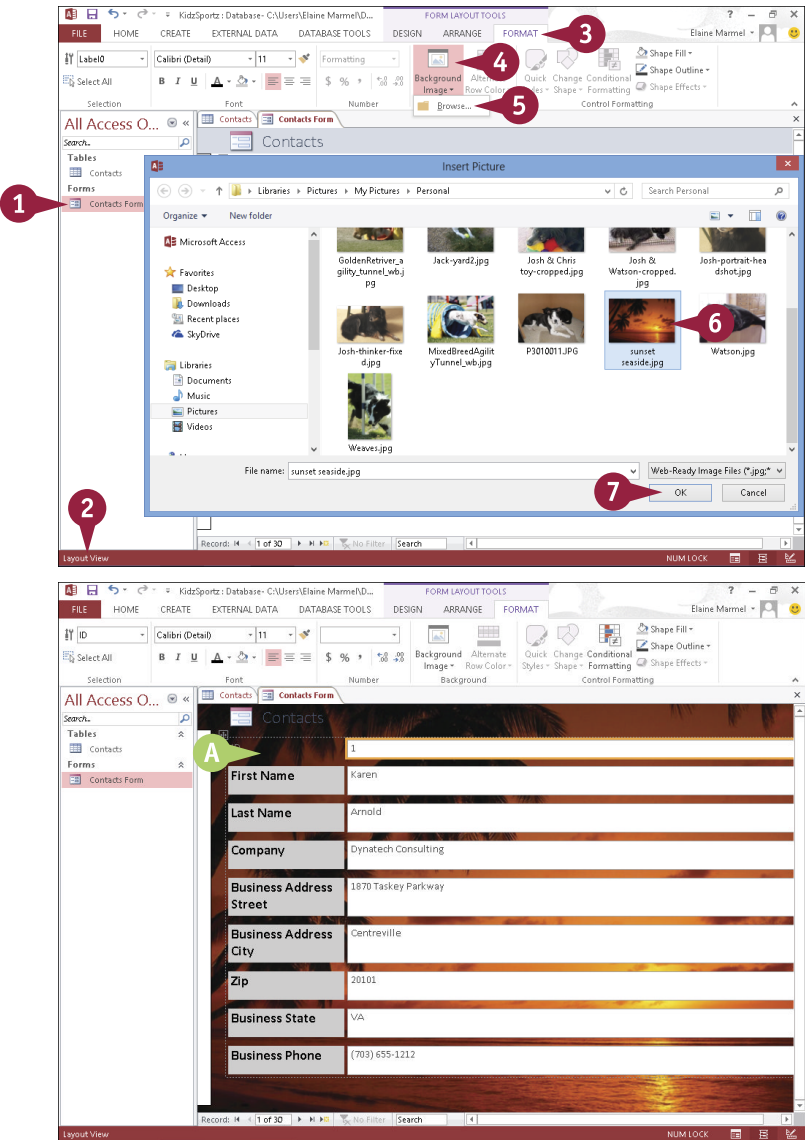 KidzSportz : Database- C:\Users\Elaine Marmel\D...
FORM LAYOUT TOOLS
FILE HOME CREATE EXTERNAL DATA DATABASE TOOLS DESIGN ARRANGE FORMAT Elaine Marmel
3
Label0 Calibri (Detail) 11 Formatting
Select All B I U A $ % ,
Background Image
Alternate Row Color
Quick Styles
Change Shape
Conditional Formatting
Shape Fill
Shape Outline
Shape Effects
4
Browse...
5
Selection Font Number Control Formatting
All Access O...
Search..
Tables
Contacts
Forms
Contacts Form
1
Contacts Contacts Form
Contacts
Insert Picture
Libraries Pictures My Pictures Personal
Search Personal
Organize New folder
Microsoft Access
Favorites
Desktop
Downloads
Recent places
SkyDrive
Libraries
Documents
Music
Pictures
Videos
GoldenRetriver_a
gility_tunnel_wb.j
pg
Jack-yard2.jpg
Josh & Chris
toy-cropped.jpg
Josh &
Watson-cropped.
jpg
Josh-portrait-hea
dshot.jpg
Josh-thinker-fixe
d.jpg
MixedBreedAgilit
yTunnel_wb.jpg
P3010011.JPG
sunset
seaside.jpg
6
Watson.jpg
Weaves.jpg
File name: sunset seaside.jpg Web-Ready Image Files (*.jpg;*
7
OK Cancel
2
Record: 1 of 30 No Filter Search
Layout View NUM LOCK
KidzSportz : Database- C:\Users\Elaine Marmel\D...
FORM LAYOUT TOOLS
FILE HOME CREATE EXTERNAL DATA DATABASE TOOLS DESIGN ARRANGE FORMAT Elaine Marmel
ID Calibri (Detail) 11
Select All B I U A $ % ,
Background Image
Alternate Row Color
Quick Styles
Change Shape
Conditional Formatting
Shape Fill
Shape Outline
Shape Effects
Selection Font Number Background Control Formatting
All Access O...
Search..
Tables
Contacts
Forms
Contacts Form
Contacts Contacts Form
Contacts
A
1
First Name Karen
Last Name Arnold
Company Dynatech Consulting
Business Address
Street
1870 Taskey Parkway
Business Address
City
Centreville
Zip 20101
Business State VA
Business Phone (703) 655-1212
Record: 1 of 30 No Filter Search
Layout View NUM LOCK